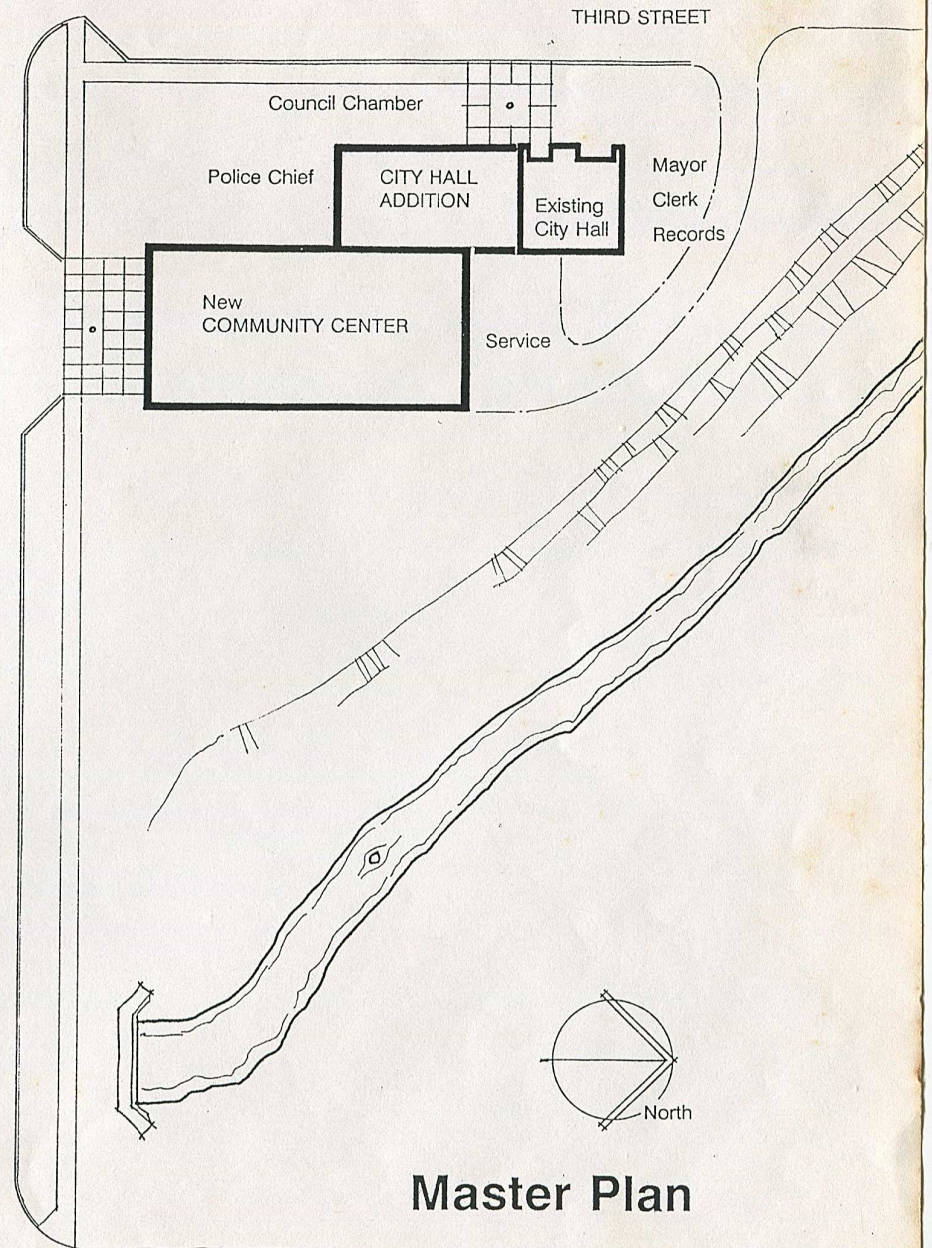 THIRD STREET
Council Chamber
Police Chief
CITY HALL
ADDITION
Existing
City Hall
Mayor
Clerk
Records
New
COMMUNITY CENTER
Service
North
Master Plan